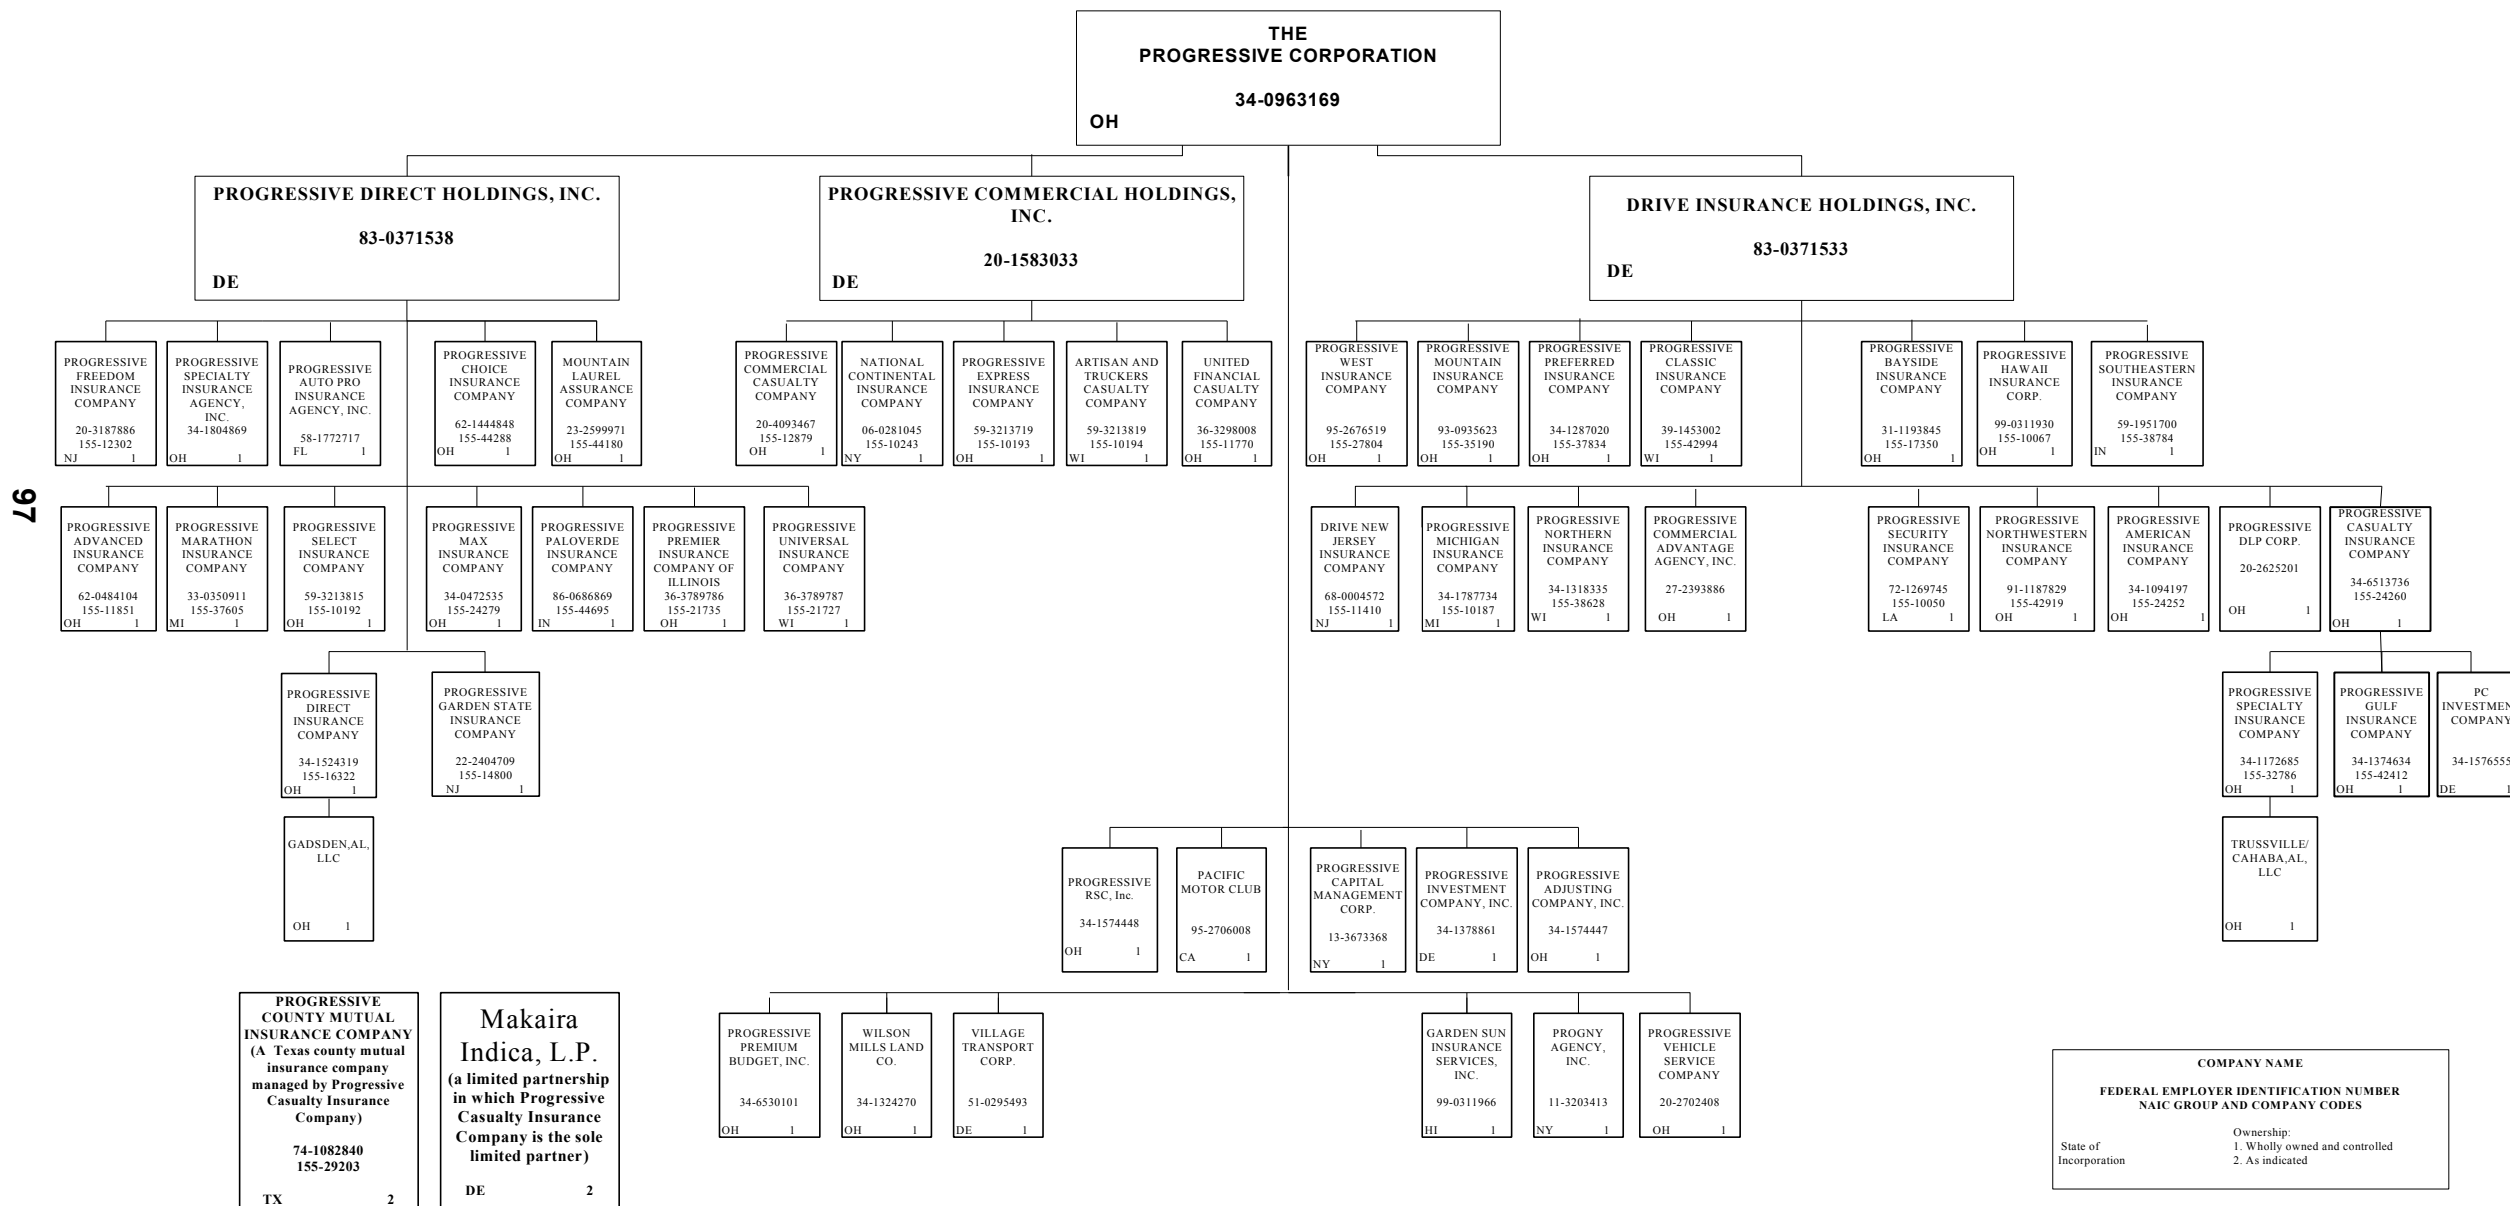 THE
PROGRESSIVE CORPORATION
34-0963169
OH
PROGRESSIVE DIRECT HOLDINGS, INC.
83-0371538
DE
PROGRESSIVE COMMERCIAL HOLDINGS,
INC.
20-1583033
DE
DRIVE INSURANCE HOLDINGS, INC.
83-0371533
DE
PROGRESSIVE
FREEDOM
INSURANCE
COMPANY
20-3187886
155-12302
NJ 1
PROGRESSIVE
SPECIALTY
INSURANCE
AGENCY,
INC.
34-1804869
OH 1
PROGRESSIVE
AUTO PRO
INSURANCE
AGENCY, INC.
58-1772717
FL 1
PROGRESSIVE
CHOICE
INSURANCE
COMPANY
62-1444848
155-44288
OH 1
MOUNTAIN
LAUREL
ASSURANCE
COMPANY
23-2599971
155-44180
OH 1
PROGRESSIVE
COMMERCIAL
CASUALTY
COMPANY
20-4093467
155-12879
OH 1
NATIONAL
CONTINENTAL
INSURANCE
COMPANY
06-0281045
155-10243
NY 1
PROGRESSIVE
EXPRESS
INSURANCE
COMPANY
59-3213719
155-10193
OH 1
ARTISAN AND
TRUCKERS
CASUALTY
COMPANY
59-3213819
155-10194
WI 1
UNITED
FINANCIAL
CASUALTY
COMPANY
36-3298008
155-11770
OH 1
PROGRESSIVE
WEST
INSURANCE
COMPANY
95-2676519
155-27804
OH 1
PROGRESSIVE
MOUNTAIN
INSURANCE
COMPANY
93-0935623
155-35190
OH 1
PROGRESSIVE
PREFERRED
INSURANCE
COMPANY
34-1287020
155-37834
OH 1
PROGRESSIVE
CLASSIC
INSURANCE
COMPANY
39-1453002
155-42994
WI 1
PROGRESSIVE
BAYSIDE
INSURANCE
COMPANY
31-1193845
155-17350
OH 1
PROGRESSIVE
HAWAII
INSURANCE
CORP.
99-0311930
155-10067
OH 1
PROGRESSIVE
SOUTHEASTERN
INSURANCE
COMPANY
59-1951700
155-38784
IN 1
97
PROGRESSIVE
ADVANCED
INSURANCE
COMPANY
62-0484104
155-11851
OH 1
PROGRESSIVE
MARATHON
INSURANCE
COMPANY
33-0350911
155-37605
MI 1
PROGRESSIVE
SELECT
INSURANCE
COMPANY
59-3213815
155-10192
OH 1
PROGRESSIVE
MAX
INSURANCE
COMPANY
34-0472535
155-24279
OH 1
PROGRESSIVE
PALOVERDE
INSURANCE
COMPANY
86-0686869
155-44695
IN 1
PROGRESSIVE
PREMIER
INSURANCE
COMPANY OF
ILLINOIS
36-3789786
155-21735
OH 1
PROGRESSIVE
UNIVERSAL
INSURANCE
COMPANY
36-3789787
155-21727
WI 1
DRIVE NEW
JERSEY
INSURANCE
COMPANY
68-0004572
155-11410
NJ 1
PROGRESSIVE
MICHIGAN
INSURANCE
COMPANY
34-1787734
155-10187
MI 1
PROGRESSIVE
NORTHERN
INSURANCE
COMPANY
34-1318335
155-38628
WI 1
PROGRESSIVE
COMMERCIAL
ADVANTAGE
AGENCY, INC.
27-2393886
OH 1
PROGRESSIVE
SECURITY
INSURANCE
COMPANY
72-1269745
155-10050
LA 1
PROGRESSIVE
NORTHWESTERN
INSURANCE
COMPANY
91-1187829
155-42919
OH 1
PROGRESSIVE
AMERICAN
INSURANCE
COMPANY
34-1094197
155-24252
OH 1
PROGRESSIVE
DLP CORP.
20-2625201
OH 1
PROGRESSIVE
CASUALTY
INSURANCE
COMPANY
34-6513736
155-24260
OH 1
PROGRESSIVE
DIRECT
INSURANCE
COMPANY
34-1524319
155-16322
OH 1
PROGRESSIVE
GARDEN STATE
INSURANCE
COMPANY
22-2404709
155-14800
NJ 1
PROGRESSIVE
SPECIALTY
INSURANCE
COMPANY
34-1172685
155-32786
OH 1
PROGRESSIVE
GULF
INSURANCE
COMPANY
34-1374634
155-42412
OH 1
PC
INVESTMEN
COMPANY
34-1576555
DE 1
GADSDEN,AL,
LLC
OH 1
TRUSSVILLE/
CAHABA,AL,
LLC
OH 1
PROGRESSIVE
RSC, Inc.
34-1574448
OH 1
PACIFIC
MOTOR CLUB
95-2706008
CA 1
PROGRESSIVE
CAPITAL
MANAGEMENT
CORP.
13-3673368
NY 1
PROGRESSIVE
INVESTMENT
COMPANY, INC.
34-1378861
DE 1
PROGRESSIVE
ADJUSTING
COMPANY, INC.
34-1574447
OH 1
PROGRESSIVE
COUNTY MUTUAL
INSURANCE COMPANY
(A Texas county mutual
insurance company
managed by Progressive
Casualty Insurance
Company)
74-1082840
155-29203
TX 2
Makaira
Indica, L.P.
(a limited partnership
in which Progressive
Casualty Insurance
Company is the sole
limited partner)
DE 2
PROGRESSIVE
PREMIUM
BUDGET, INC.
34-6530101
OH 1
WILSON
MILLS LAND
CO.
34-1324270
OH 1
VILLAGE
TRANSPORT
CORP.
51-0295493
DE 1
GARDEN SUN
INSURANCE
SERVICES,
INC.
99-0311966
HI 1
PROGNY
AGENCY,
INC.
11-3203413
NY 1
PROGRESSIVE
VEHICLE
SERVICE
COMPANY
20-2702408
OH 1
COMPANY NAME
FEDERAL EMPLOYER IDENTIFICATION NUMBER
NAIC GROUP AND COMPANY CODES
Ownership:
State of 1. Wholly owned and controlled
Incorporation 2. As indicated